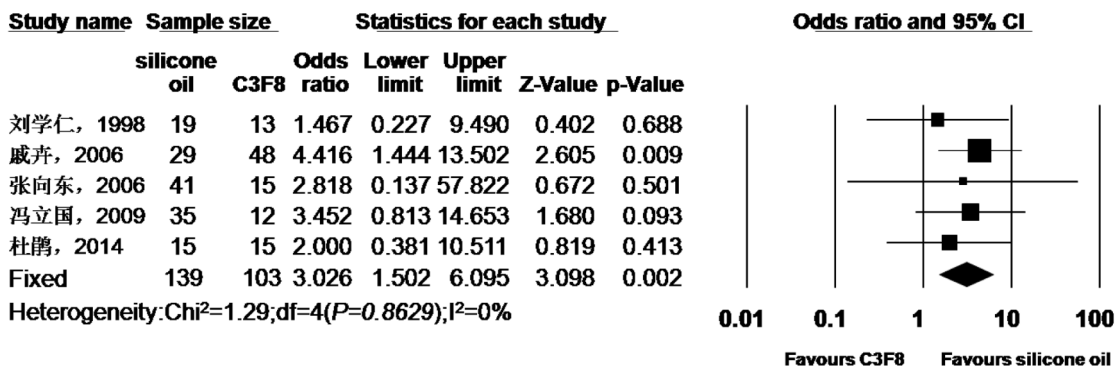 Study name Sample size Statistics for each study Odds ratio and 95% CI
silicone oil C3F8 Odds ratio Lower limit Upper limit Z-Value p-Value
刘学仁，1998 19 13 1.467 0.227 9.490 0.402 0.688
戚卉，2006 29 48 4.416 1.444 13.502 2.605 0.009
张向东，2006 41 15 2.818 0.137 57.822 0.672 0.501
冯立国，2009 35 12 3.452 0.813 14.653 1.680 0.093
杜鹃，2014 15 15 2.000 0.381 10.511 0.819 0.413
Fixed 139 103 3.026 1.502 6.095 3.098 0.002
Heterogeneity:Chi²=1.29;df=4(P=0.8629);I²=0%
0.01 0.1 1 10 100
Favours C3F8 Favours silicone oil